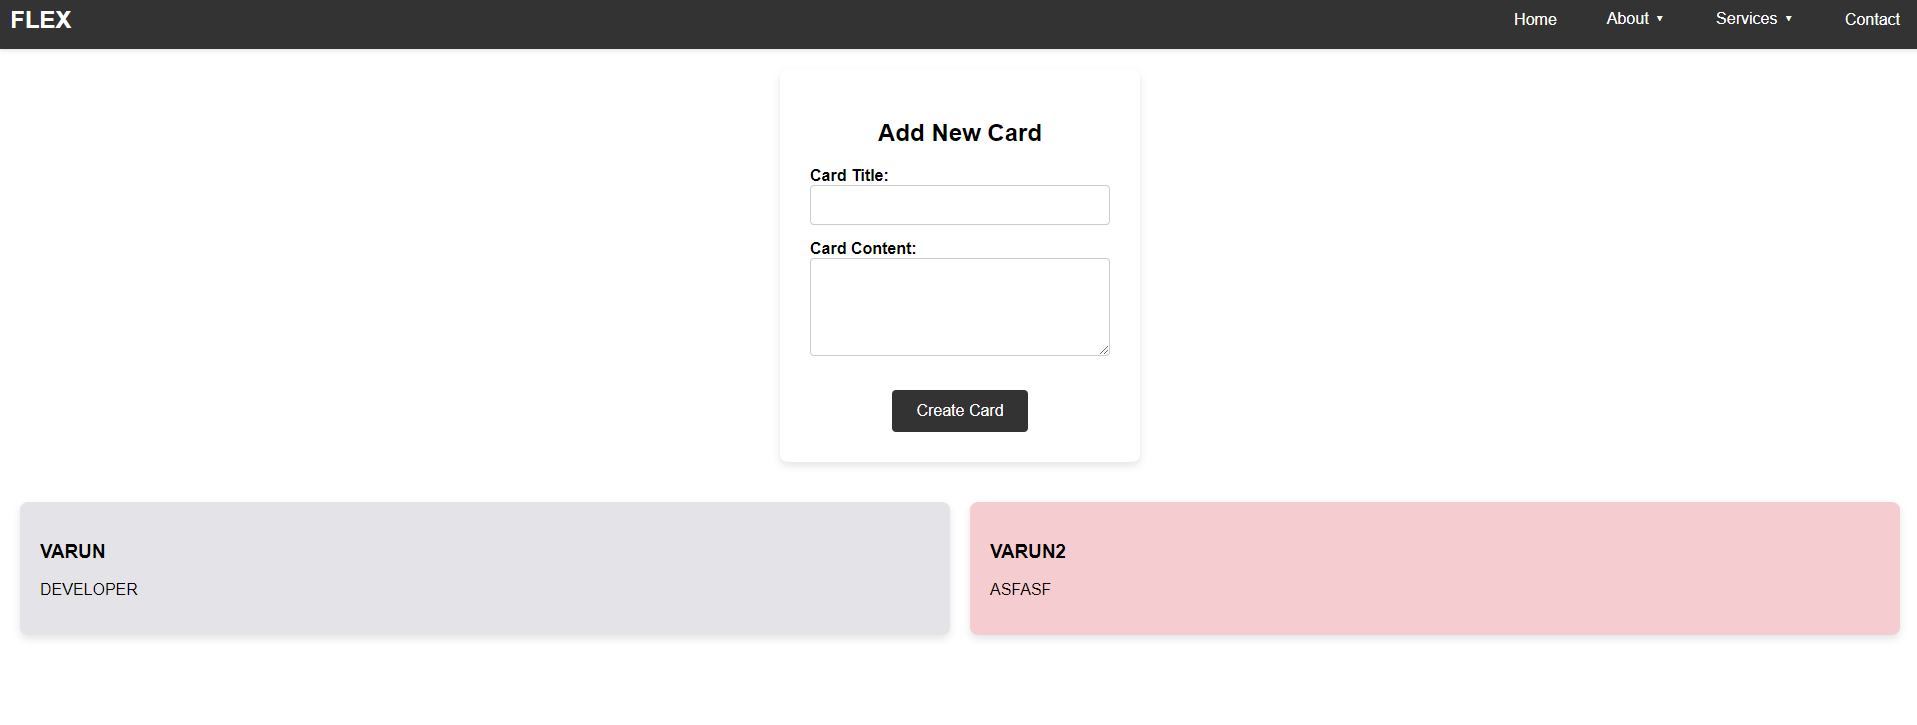 FLEX
Home About ▼ Services ▼ Contact
Add New Card
Card Title:
Card Content:
Create Card
VARUN
DEVELOPER
VARUN2
ASFASF